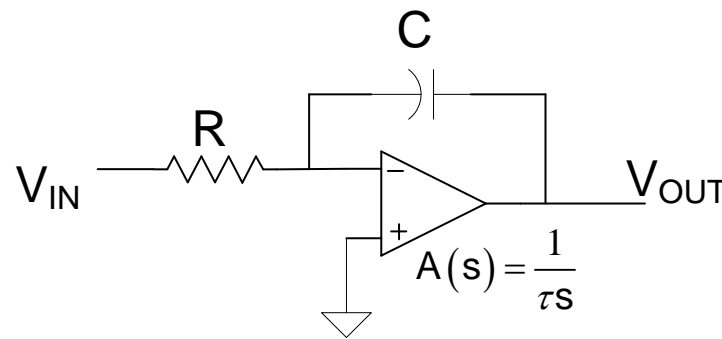 C
R
V_IN
V_OUT
−
+
A(s) = 1/τs